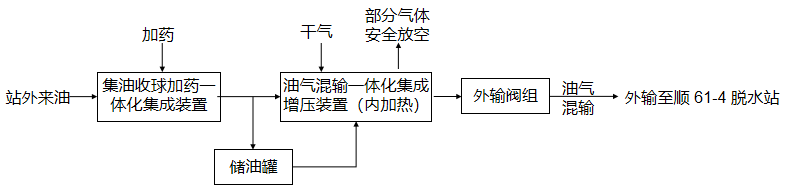 部分气体
安全放空
加药
干气
站外来油
集油收球加药一
体化集成装置
油气混输一体化集成
增压装置（内加热）
外输阀组
油气
混输
外输至顺 61-4 脱水站
储油罐